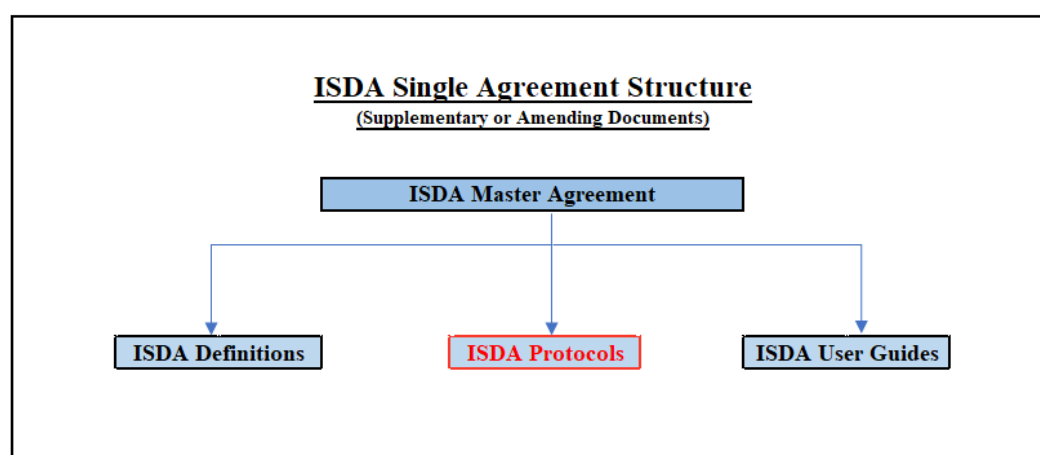 ISDA Single Agreement Structure
(Supplementary or Amending Documents)
ISDA Master Agreement
ISDA Definitions
ISDA Protocols
ISDA User Guides